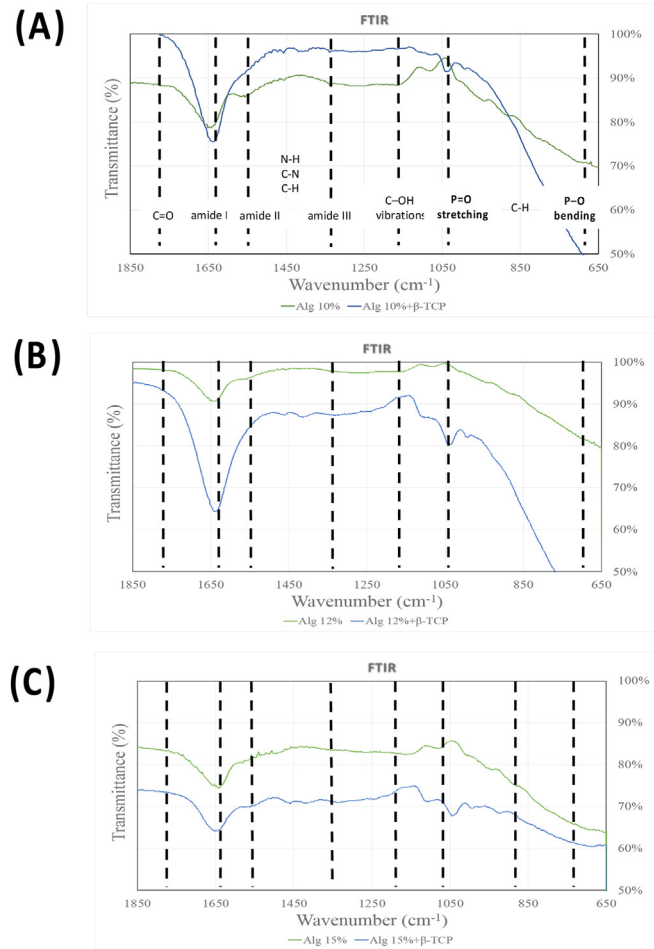 (A)
FTIR
100%
90%
80%
70%
60%
50%
Transmittance (%)
N-H
C-N
C-H
C=O
amide I
amide II
amide III
C–OH
vibrations
P=O
stretching
C-H
P–O
bending
1850 1650 1450 1250 1050 850 650
Wavenumber (cm-1)
Alg 10% Alg 10%+β-TCP
(B)
FTIR
100%
90%
80%
70%
60%
50%
Transmittance (%)
1850 1650 1450 1250 1050 850 650
Wavenumber (cm-1)
Alg 12% Alg 12%+β-TCP
(C)
FTIR
100%
90%
80%
70%
60%
50%
Transmittance (%)
1850 1650 1450 1250 1050 850 650
Wavenumber (cm-1)
Alg 15% Alg 15%+β-TCP